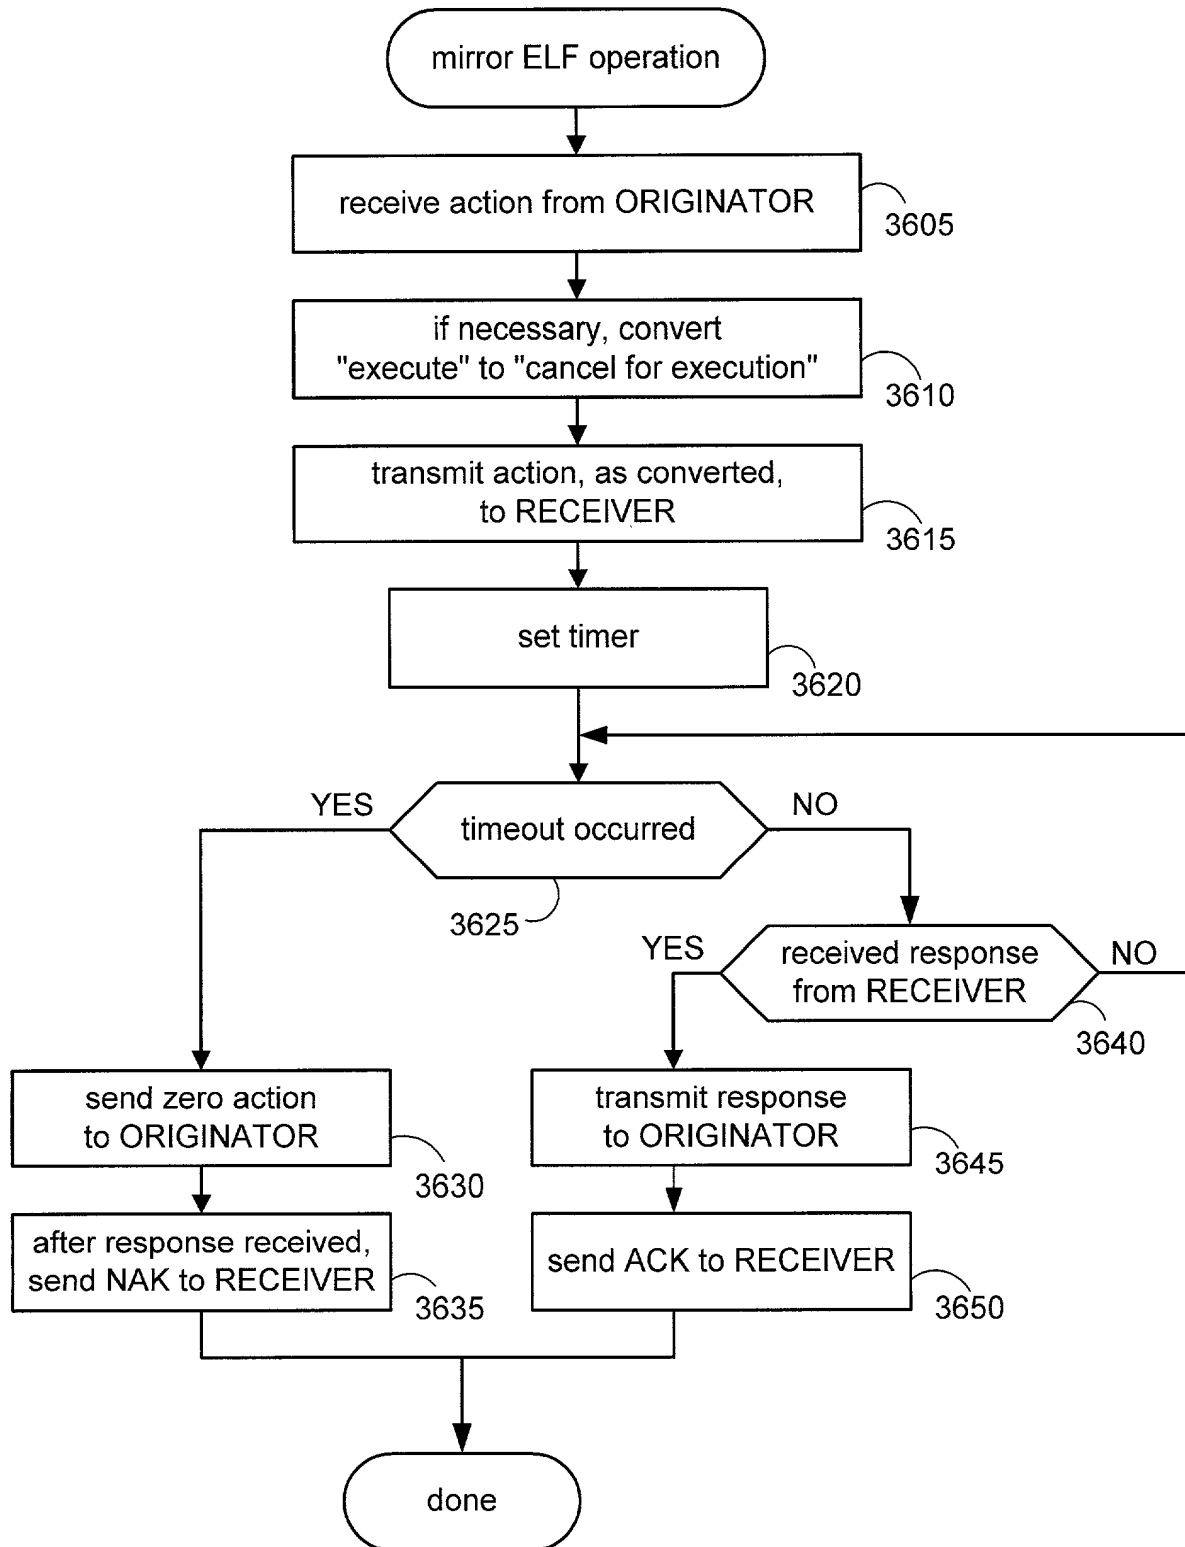 mirror ELF operation
receive action from ORIGINATOR
3605
if necessary, convert
"execute" to "cancel for execution"
3610
transmit action, as converted,
to RECEIVER
3615
set timer
3620
YES
timeout occurred
NO
3625
YES
received response
from RECEIVER
NO
3640
send zero action
to ORIGINATOR
3630
transmit response
to ORIGINATOR
3645
after response received,
send NAK to RECEIVER
3635
send ACK to RECEIVER
3650
done